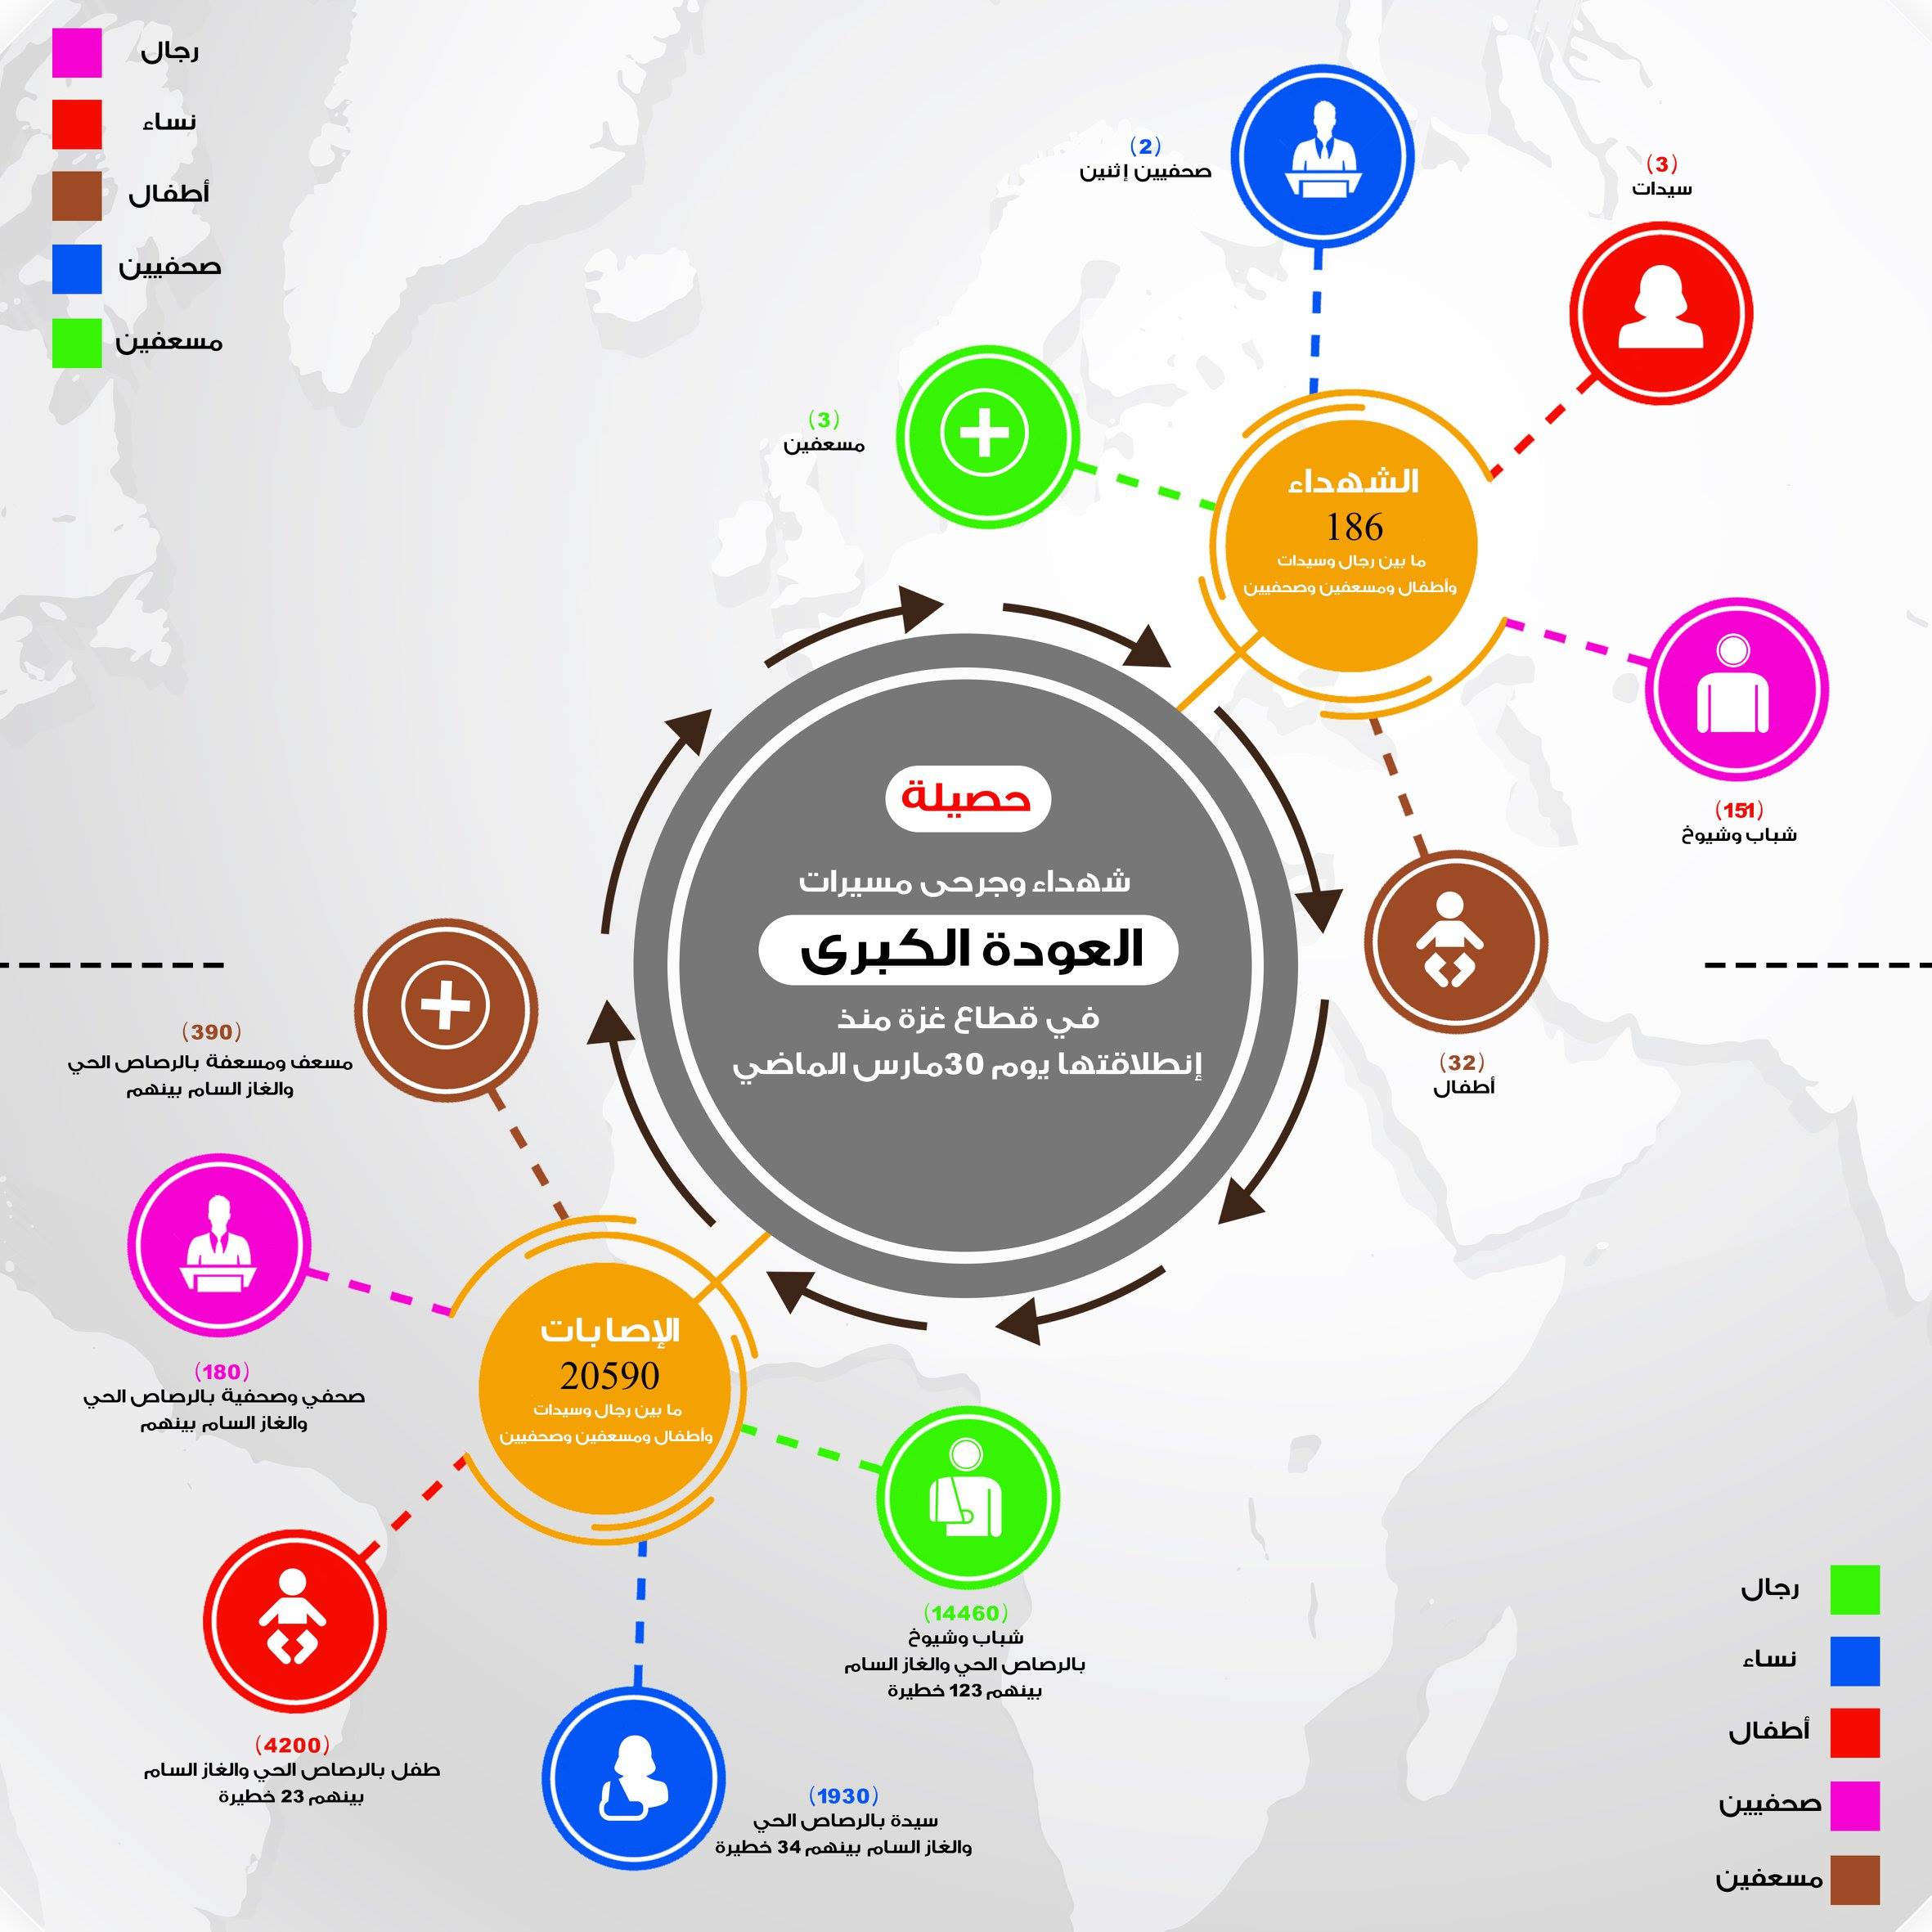 رجال
نساء
أطفال
صحفيين
مسعفين
(2)
صحفيين إثنين
(3)
سيدات
(3)
مسعفين
الشهداء
186
ما بين رجال وسيدات
وأطفال ومسعفين وصحفيين
(151)
شباب وشيوخ
(32)
أطفال
حصيلة
شهداء وجرحى مسيرات
العودة الكبرى
في قطاع غزة منذ
إنطلاقتها يوم 30مارس الماضي
(390)
مسعف ومسعفة بالرصاص الحي
والغاز السام بينهم
(180)
صحفي وصحفية بالرصاص الحي
والغاز السام بينهم
الإصابات
20590
ما بين رجال وسيدات
وأطفال ومسعفين وصحفيين
(14460)
شباب وشيوخ
بالرصاص الحي والغاز السام
بينهم 123 خطيرة
(4200)
طفل بالرصاص الحي والغاز السام
بينهم 23 خطيرة
(1930)
سيدة بالرصاص الحي
والغاز السام بينهم 34 خطيرة
رجال
نساء
أطفال
صحفيين
مسعفين